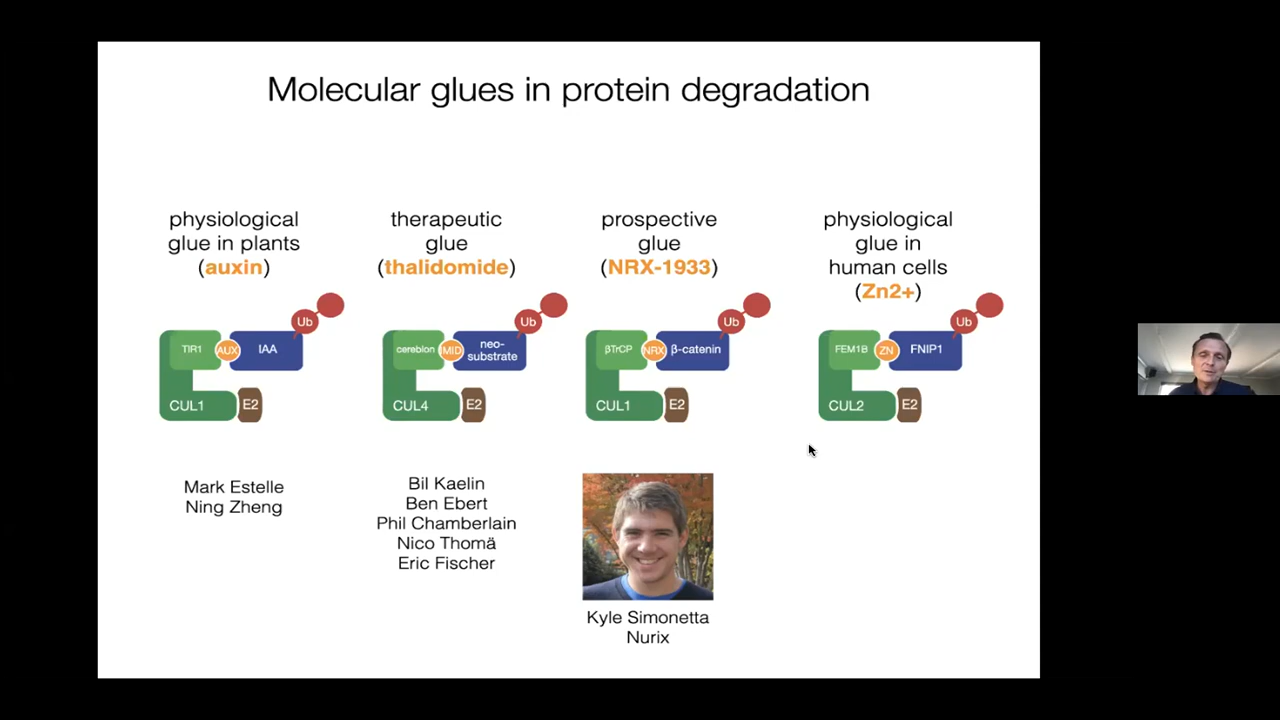 Molecular glues in protein degradation
physiological
glue in plants
(auxin)
Ub
TIR1
AUX
IAA
CUL1
E2
Mark Estelle
Ning Zheng
therapeutic
glue
(thalidomide)
Ub
cereblon
IMID
neo-
substrate
CUL4
E2
Bil Kaelin
Ben Ebert
Phil Chamberlain
Nico Thomä
Eric Fischer
prospective
glue
(NRX-1933)
Ub
βTrCP
NRX
β-catenin
CUL1
E2
Kyle Simonetta
Nurix
physiological
glue in
human cells
(Zn2+)
Ub
FEM1B
ZN
FNIP1
CUL2
E2